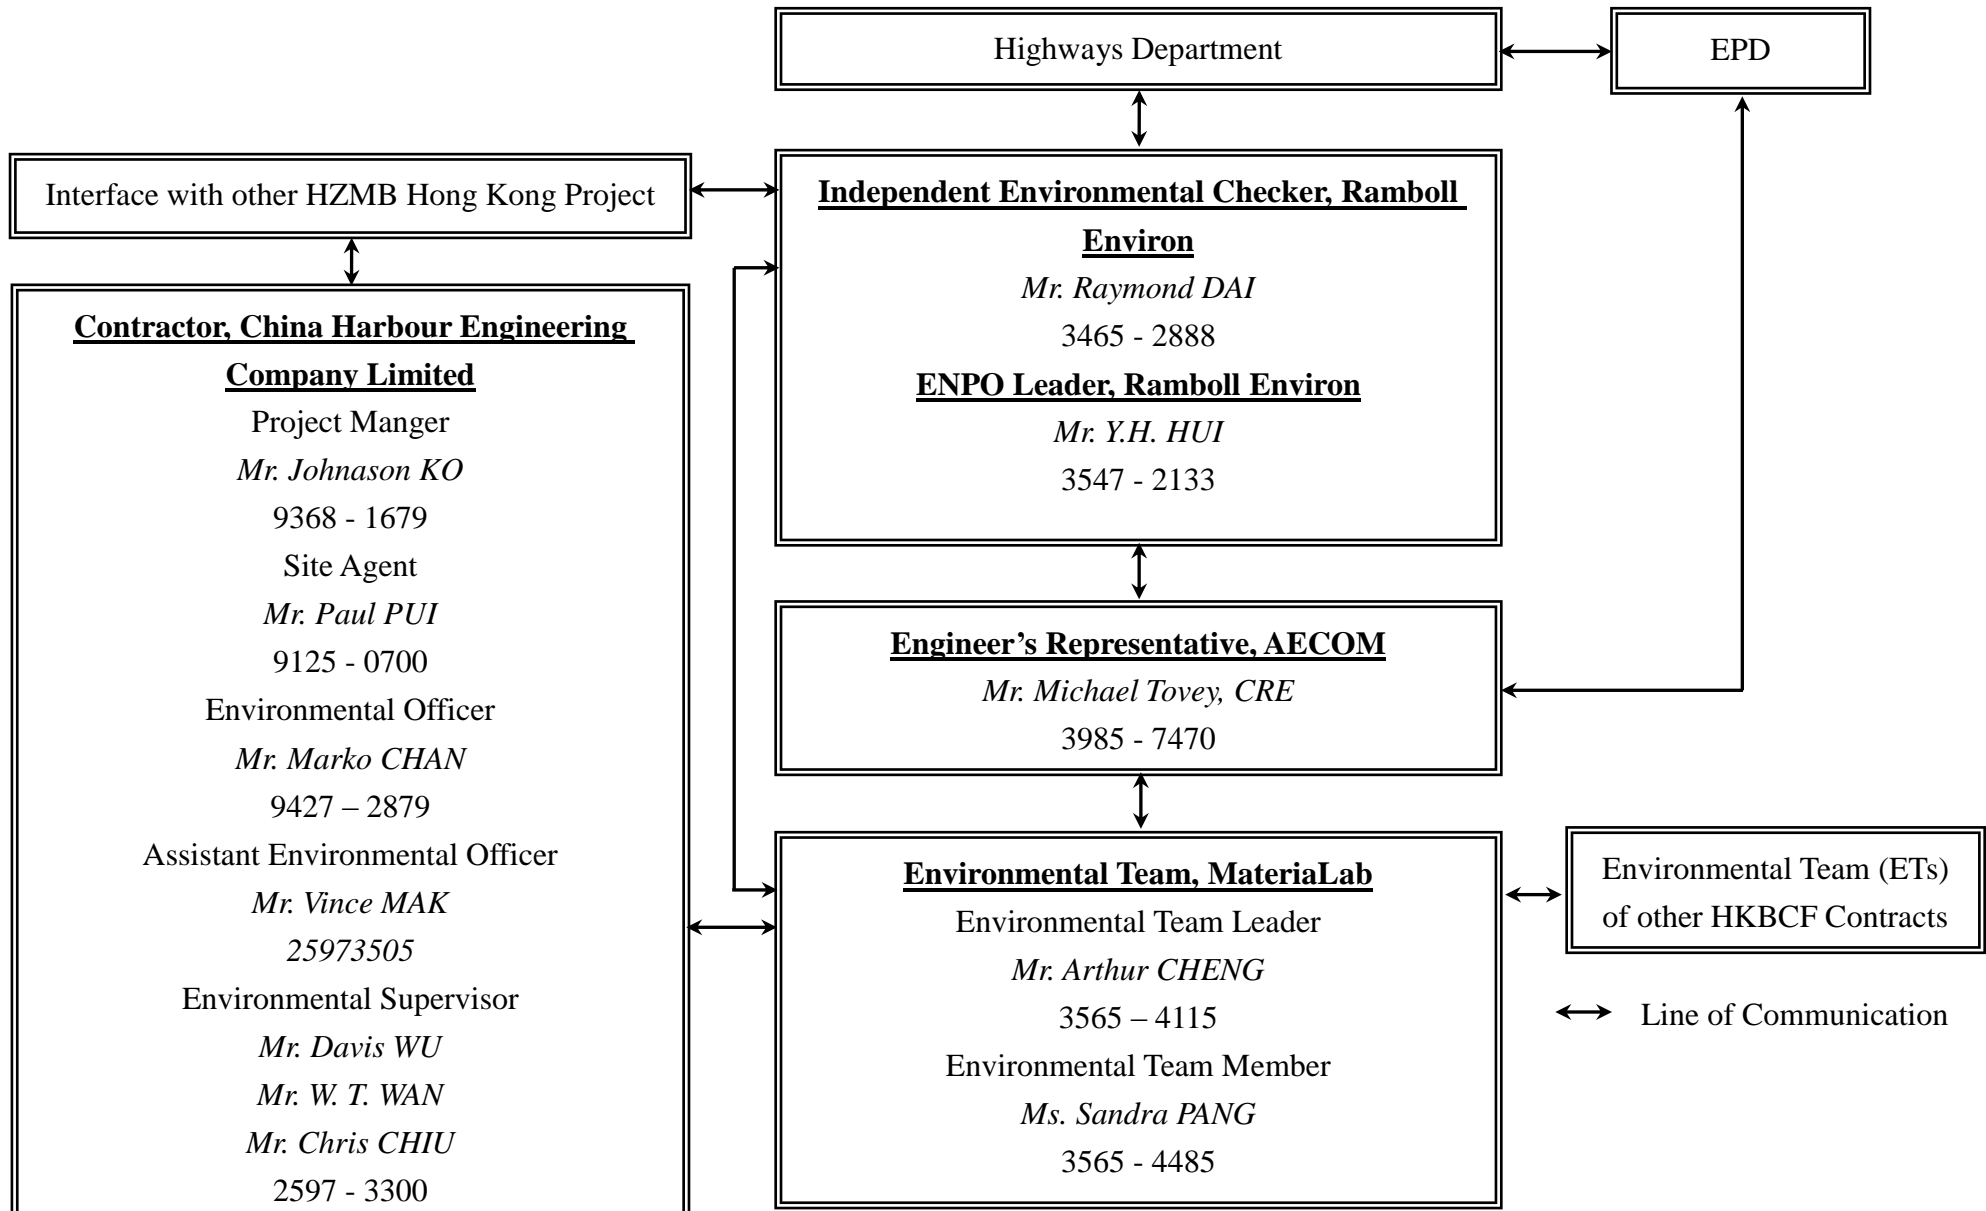 Highways Department
EPD
Interface with other HZMB Hong Kong Project
Independent Environmental Checker, Ramboll
Environ
Mr. Raymond DAI
3465 - 2888
ENPO Leader, Ramboll Environ
Mr. Y.H. HUI
3547 - 2133
Contractor, China Harbour Engineering
Company Limited
Project Manger
Mr. Johnason KO
9368 - 1679
Site Agent
Mr. Paul PUI
9125 - 0700
Environmental Officer
Mr. Marko CHAN
9427 – 2879
Assistant Environmental Officer
Mr. Vince MAK
25973505
Environmental Supervisor
Mr. Davis WU
Mr. W. T. WAN
Mr. Chris CHIU
2597 - 3300
Engineer’s Representative, AECOM
Mr. Michael Tovey, CRE
3985 - 7470
Environmental Team, MateriaLab
Environmental Team Leader
Mr. Arthur CHENG
3565 – 4115
Environmental Team Member
Ms. Sandra PANG
3565 - 4485
Environmental Team (ETs)
of other HKBCF Contracts
Line of Communication